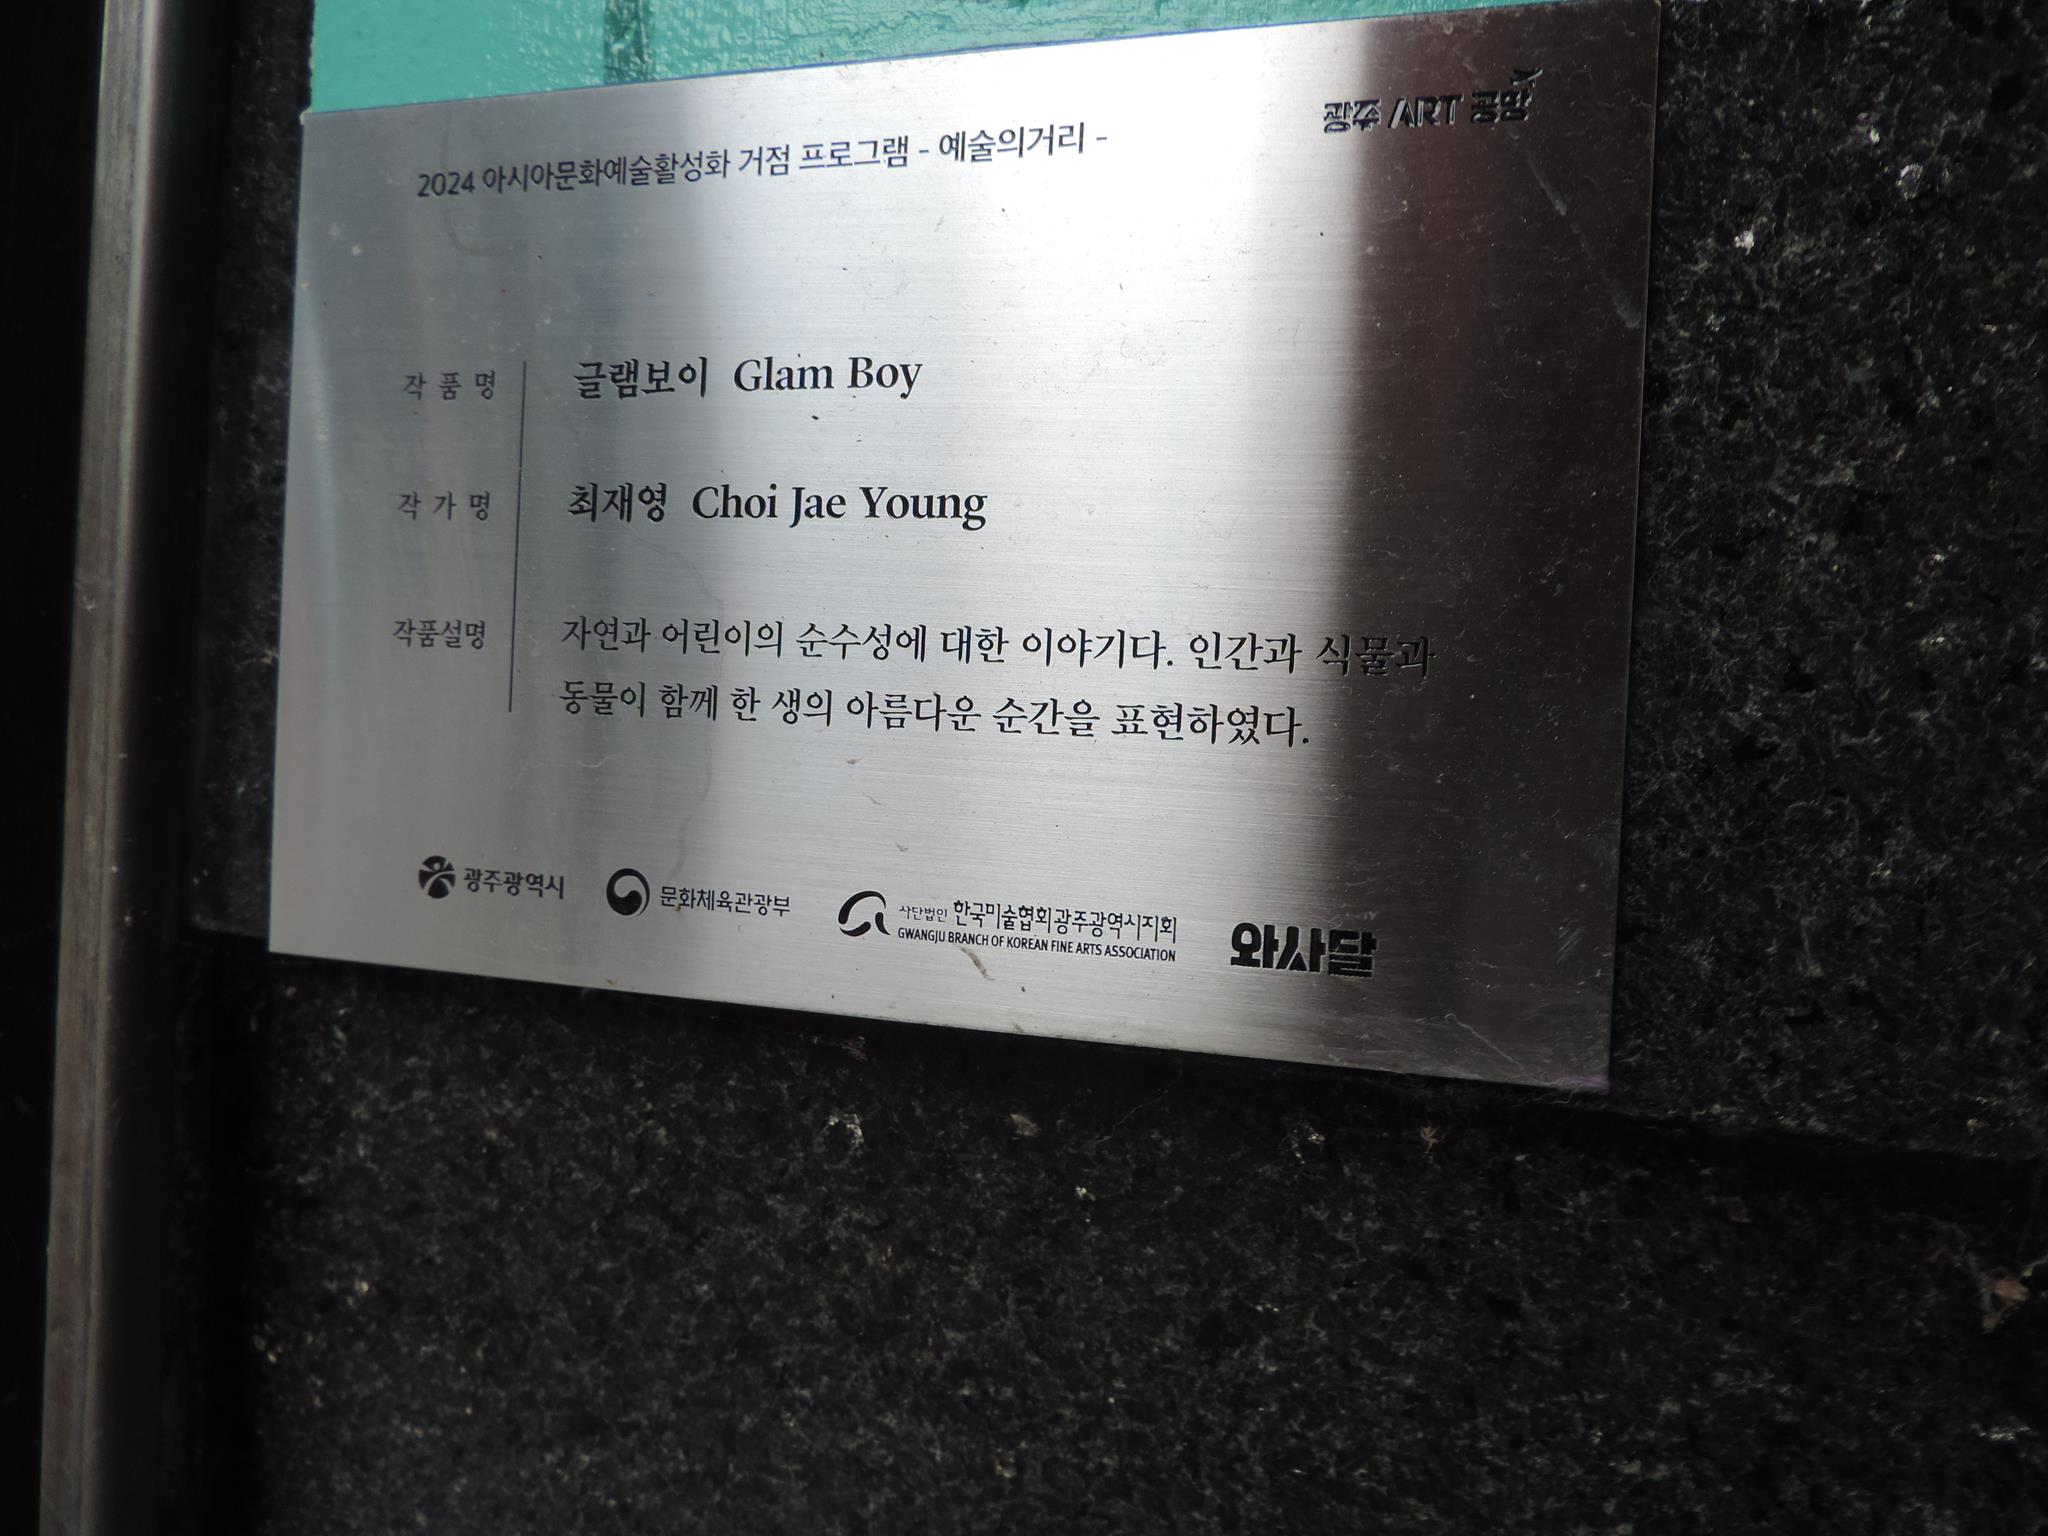 광주 ART 공항
2024 아시아문화예술활성화 거점 프로그램 - 예술의거리 -
작품명 글램보이 Glam Boy
작가명 최재영 Choi Jae Young
작품설명 자연과 어린이의 순수성에 대한 이야기다. 인간과 식물과
동물이 함께 한 생의 아름다운 순간을 표현하였다.
광주광역시 문화체육관광부 사단법인 한국미술협회광주광역시지회 와사달
GWANGJU BRANCH OF KOREAN FINE ARTS ASSOCIATION